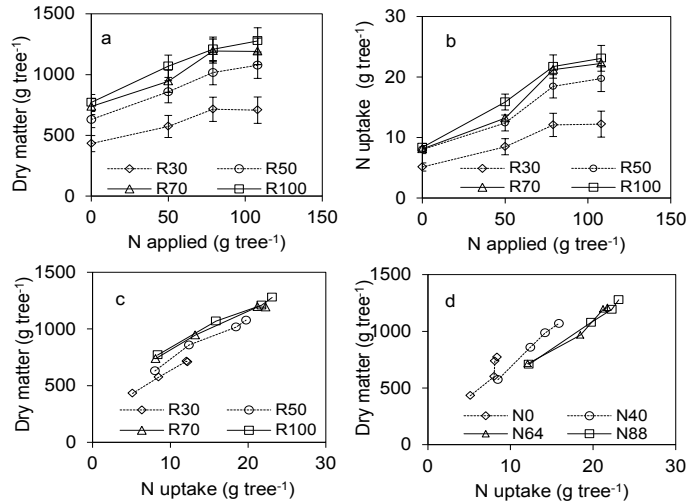 a
Dry matter (g tree⁻¹)
1500
1000
500
0
R30 R50
R70 R100
0 50 100 150
N applied (g tree⁻¹)
b
N uptake (g tree⁻¹)
30
20
10
0
R30 R50
R70 R100
0 50 100 150
N applied (g tree⁻¹)
c
Dry matter (g tree⁻¹)
1500
1000
500
0
R30 R50
R70 R100
0 10 20 30
N uptake (g tree⁻¹)
d
Dry matter (g tree⁻¹)
1500
1000
500
0
N0 N40
N64 N88
0 10 20 30
N uptake (g tree⁻¹)